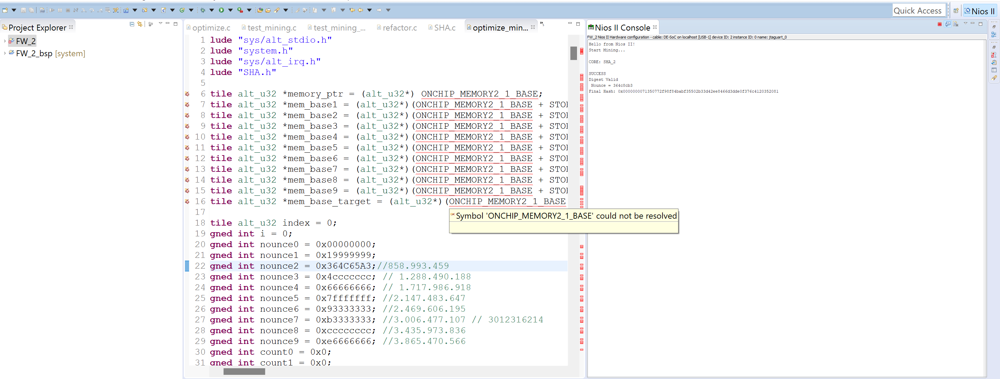 Quick Access
Nios II
Project Explorer
FW_2
FW_2_bsp [system]
optimize.c
test_mining.c
test_mining_...
refactor.c
SHA.c
optimize_min...
5
1 lude "sys/alt_stdio.h"
2 lude "system.h"
3 lude "sys/alt_irq.h"
4 lude "SHA.h"
5
6 tile alt_u32 *memory_ptr = (alt_u32*) ONCHIP_MEMORY2_1_BASE;
7 tile alt_u32 *mem_base1 = (alt_u32*)(ONCHIP_MEMORY2_1_BASE + STO
8 tile alt_u32 *mem_base2 = (alt_u32*)(ONCHIP_MEMORY2_1_BASE + STO
9 tile alt_u32 *mem_base3 = (alt_u32*)(ONCHIP_MEMORY2_1_BASE + STO
10 tile alt_u32 *mem_base4 = (alt_u32*)(ONCHIP_MEMORY2_1_BASE + STO
11 tile alt_u32 *mem_base5 = (alt_u32*)(ONCHIP_MEMORY2_1_BASE + STO
12 tile alt_u32 *mem_base6 = (alt_u32*)(ONCHIP_MEMORY2_1_BASE + STO
13 tile alt_u32 *mem_base7 = (alt_u32*)(ONCHIP_MEMORY2_1_BASE + STO
14 tile alt_u32 *mem_base8 = (alt_u32*)(ONCHIP_MEMORY2_1_BASE + STO
15 tile alt_u32 *mem_base9 = (alt_u32*)(ONCHIP_MEMORY2_1_BASE + STO
16 tile alt_u32 *mem_base_target = (alt_u32*)(ONCHIP_MEMORY2_1_BASE
17
Symbol 'ONCHIP_MEMORY2_1_BASE' could not be resolved
18 tile alt_u32 index = 0;
19 gned int i = 0;
20 gned int nounce0 = 0x00000000;
21 gned int nounce1 = 0x19999999;
22 gned int nounce2 = 0x364C65A3;//858.993.459
23 gned int nounce3 = 0x4ccccccc; // 1.288.490.188
24 gned int nounce4 = 0x66666666; // 1.717.986.918
25 gned int nounce5 = 0x7fffffff; //2.147.483.647
26 gned int nounce6 = 0x93333333; //2.469.606.195
27 gned int nounce7 = 0xb3333333; //3.006.477.107 // 3012316214
28 gned int nounce8 = 0xcccccccc; //3.435.973.836
29 gned int nounce9 = 0xe6666666; //3.865.470.566
30 gned int count0 = 0x0;
31 gned int count1 = 0x0;
Nios II Console
FW_2 Nios II Hardware configuration - cable: DE-SoC on localhost [USB-1] device ID: 2 instance ID: 0 name: jtaguart_0
Hello from Nios II!
Start Mining...
CORE: SHA_2
SUCCESS
Digest Valid
Nounce = 364c8cb3
Final Hash: 0x0000000071350772f98f84babf35502b33d42ee8466d3dde0f376c4120352081